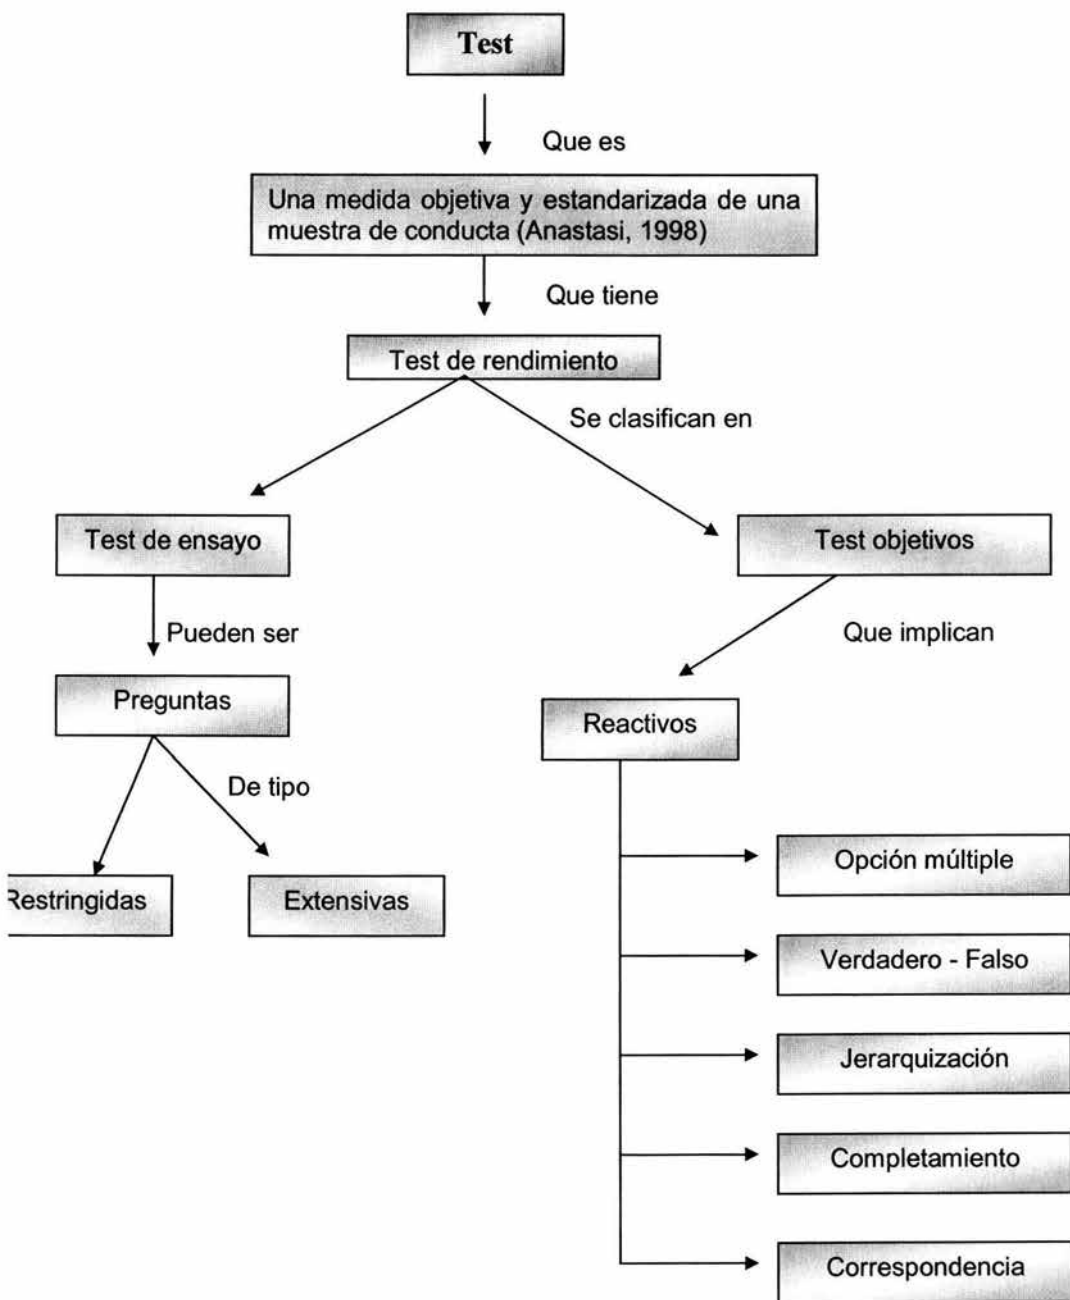 Test
Que es
Una medida objetiva y estandarizada de una
muestra de conducta (Anastasi, 1998)
Que tiene
Test de rendimiento
Se clasifican en
Test de ensayo
Test objetivos
Pueden ser
Que implican
Preguntas
Reactivos
De tipo
Restringidas
Extensivas
Opción múltiple
Verdadero - Falso
Jerarquización
Completamiento
Correspondencia